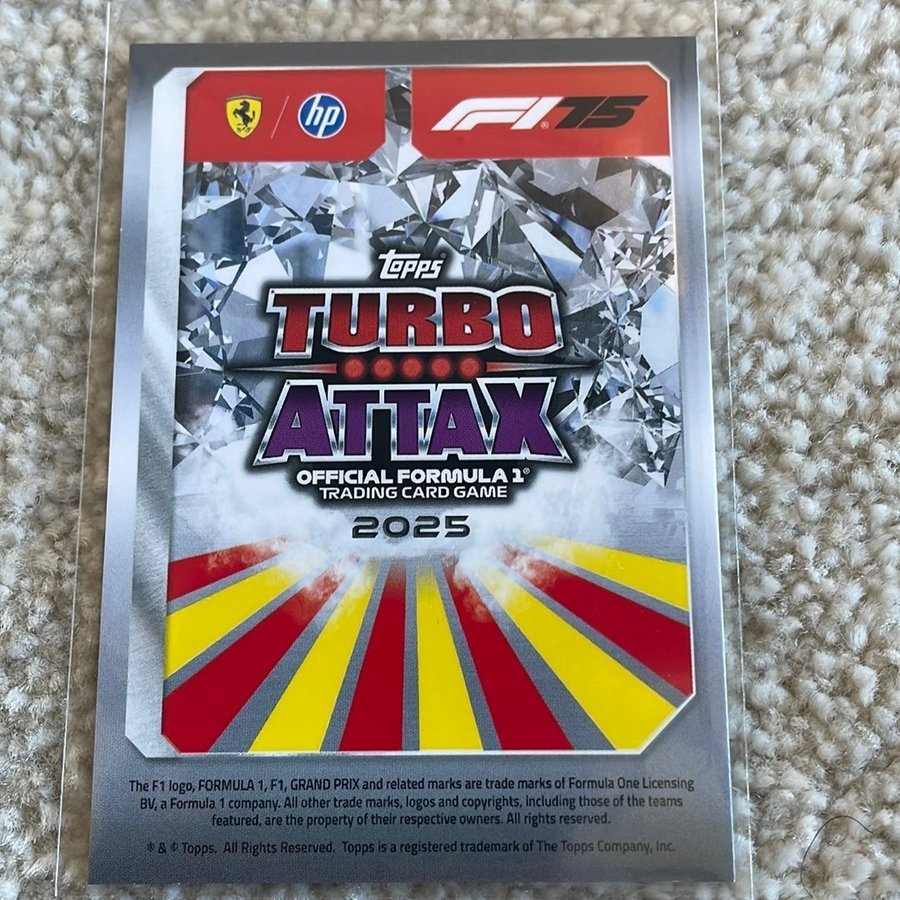 hp
F1 75
Topps
TURBO
ATTAX
OFFICIAL FORMULA 1®
TRADING CARD GAME
2025
The F1 logo, FORMULA 1, F1, GRAND PRIX and related marks are trade marks of Formula One Licensing
BV, a Formula 1 company. All other trade marks, logos and copyrights, including those of the teams
featured, are the property of their respective owners. All rights reserved.
® & © Topps. All Rights Reserved. Topps is a registered trademark of The Topps Company, Inc.